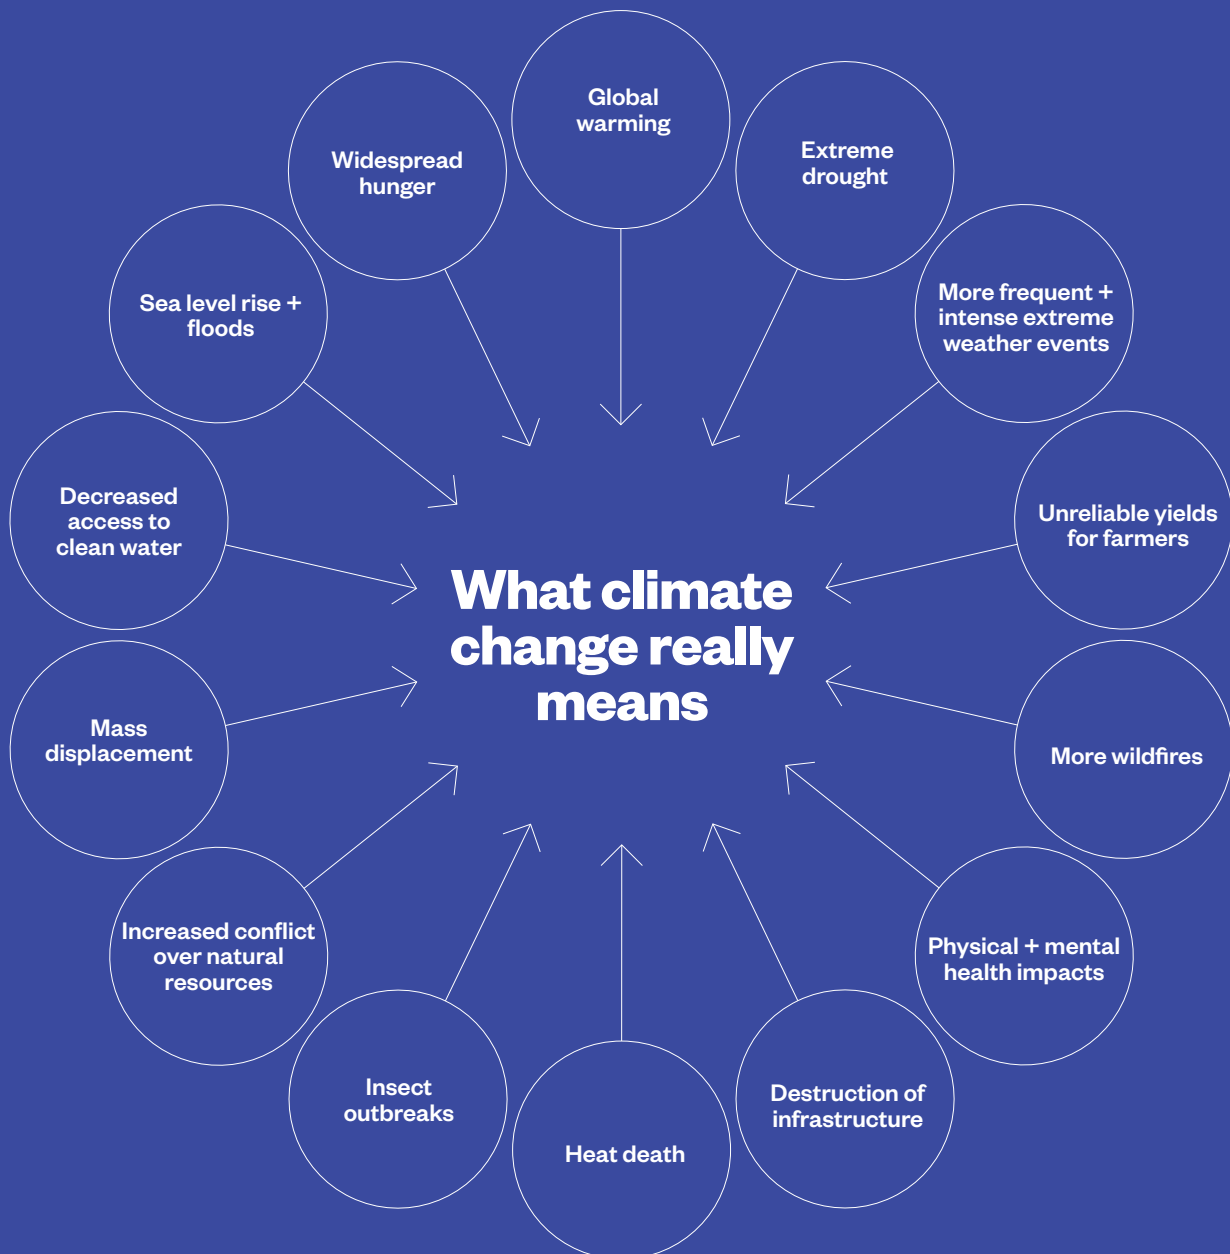 Global
warming
Extreme
drought
More frequent +
intense extreme
weather events
Unreliable yields
for farmers
More wildfires
Physical + mental
health impacts
Destruction of
infrastructure
Heat death
Insect
outbreaks
Increased conflict
over natural
resources
Mass
displacement
Decreased
access to
clean water
Sea level rise +
floods
Widespread
hunger
What climate
change really
means